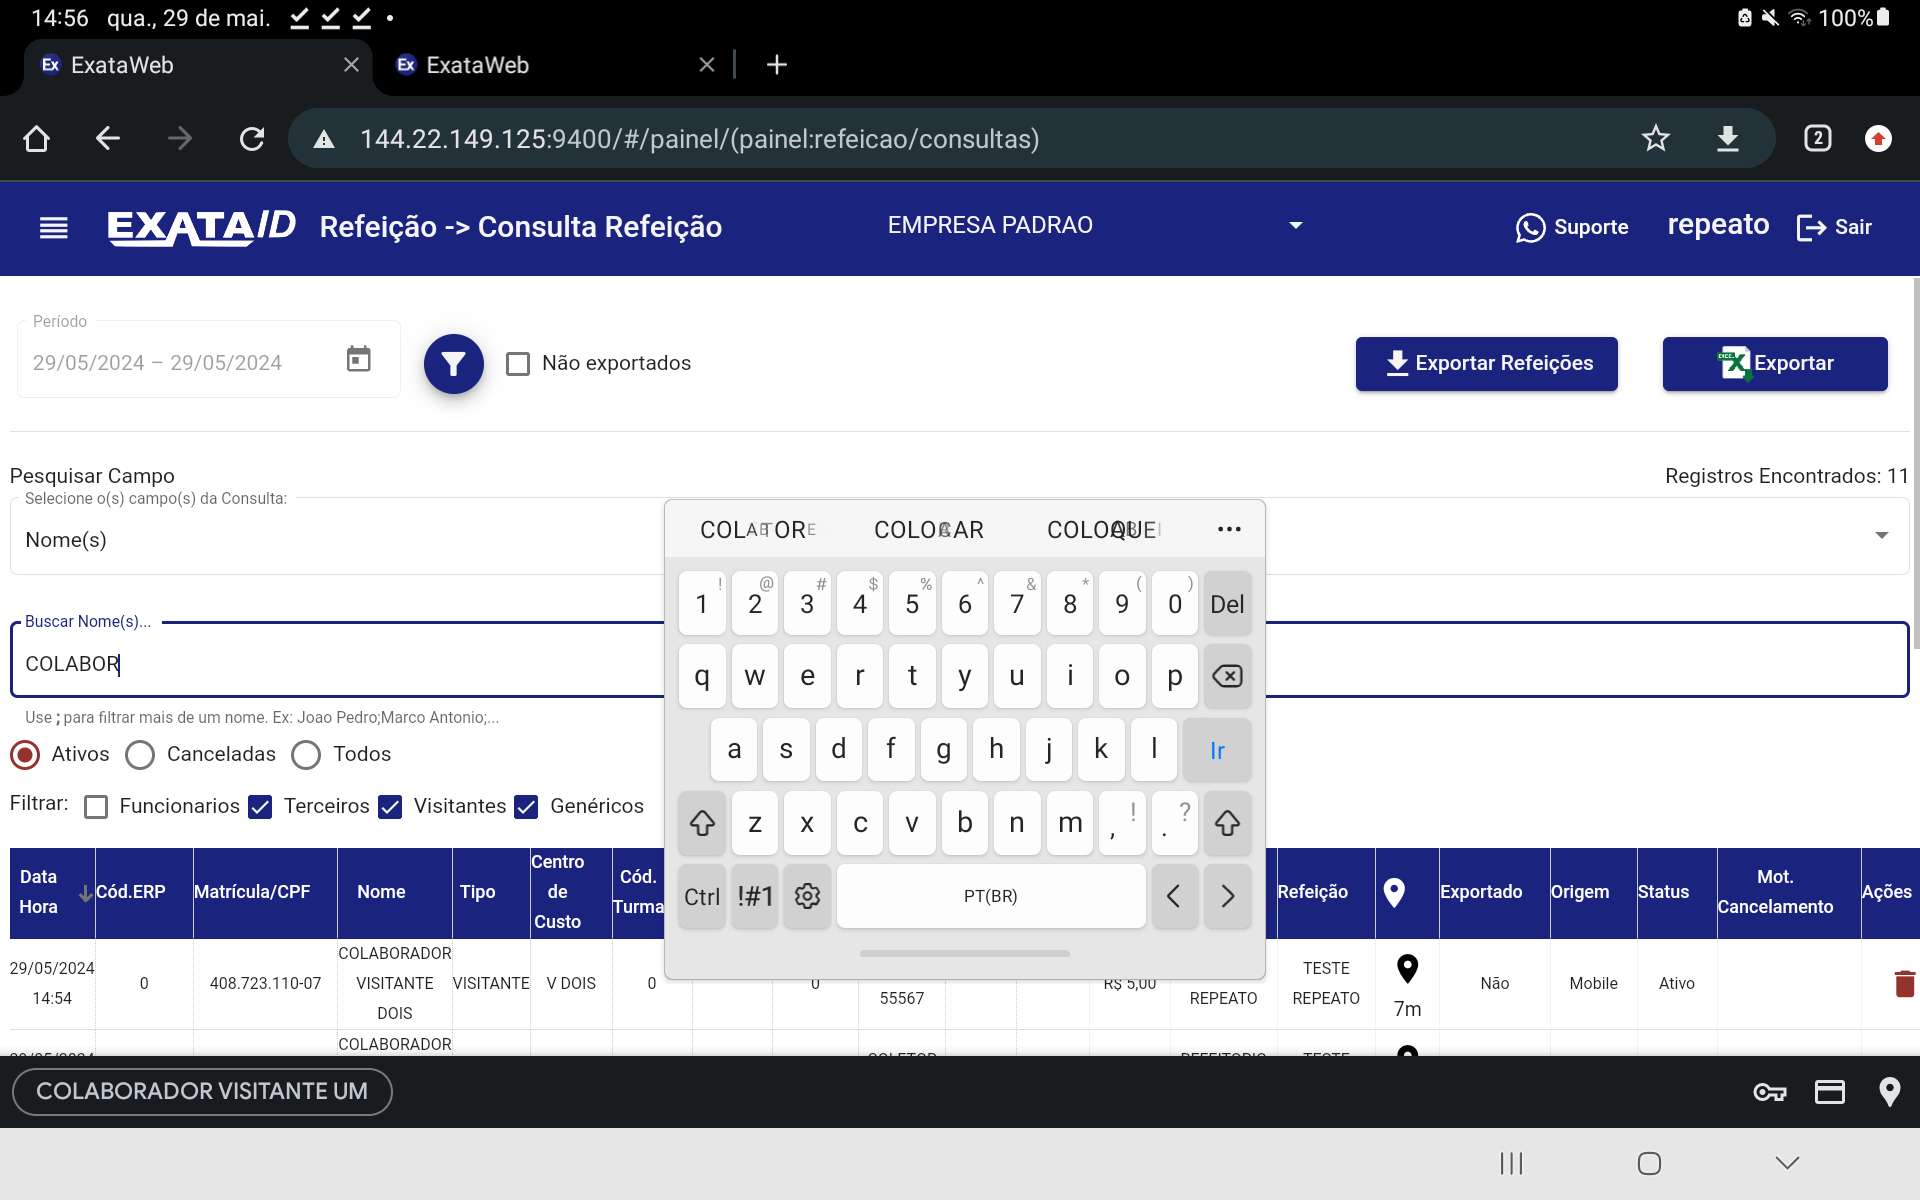 14:56 qua., 29 de mai.
100%
Ex ExataWeb
Ex ExataWeb
144.22.149.125:9400/#/painel/(painel:refeicao/consultas)
2
EXATA/ID Refeição -> Consulta Refeição
EMPRESA PADRAO
Suporte
repeato
Sair
Período
29/05/2024 – 29/05/2024
Não exportados
Exportar Refeições
Exportar
Pesquisar Campo
Registros Encontrados: 11
Selecione o(s) campo(s) da Consulta:
Nome(s)
Buscar Nome(s)...
COLABOR
Use ; para filtrar mais de um nome. Ex: Joao Pedro;Marco Antonio;...
Ativos Canceladas Todos
Filtrar: Funcionarios Terceiros Visitantes Genéricos
COLOCAR
COLOQUE
! @ # $ % ^ & * ( )
1 2 3 4 5 6 7 8 9 0 Del
q w e r t y u i o p
a s d f g h j k l Ir
z x c v b n m , ! . ?
Ctrl !#1 PT(BR) < >
Data Hora
Cód.ERP
Matrícula/CPF
Nome
Tipo
Centro de Custo
Cód. Turma
Refeição
Exportado
Origem
Status
Mot. Cancelamento
Ações
29/05/2024 14:54
0
408.723.110-07
COLABORADOR VISITANTE DOIS
VISITANTE
V DOIS
0
0
55567
R$ 5,00
REPEATO
TESTE REPEATO
7m
Não
Mobile
Ativo
COLABORADOR
COLABORADOR VISITANTE UM